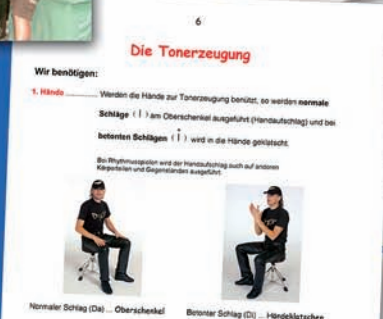 6
Die Tonerzeugung
Wir benötigen:
1. Hände .............. Werden die Hände zur Tonerzeugung benützt, so werden normale
Schläge ( | ) am Oberschenkel ausgeführt (Handaufschlag) und bei
betonten Schlägen ( | ) wird in die Hände geklatscht.
Bei Rhythmusspielen wird der Handaufschlag auch auf anderen
Körperteilen und Gegenständen ausgeführt.
Normaler Schlag (Da) ... Oberschenkel
Betonter Schlag (Di) ... Händeklatschen